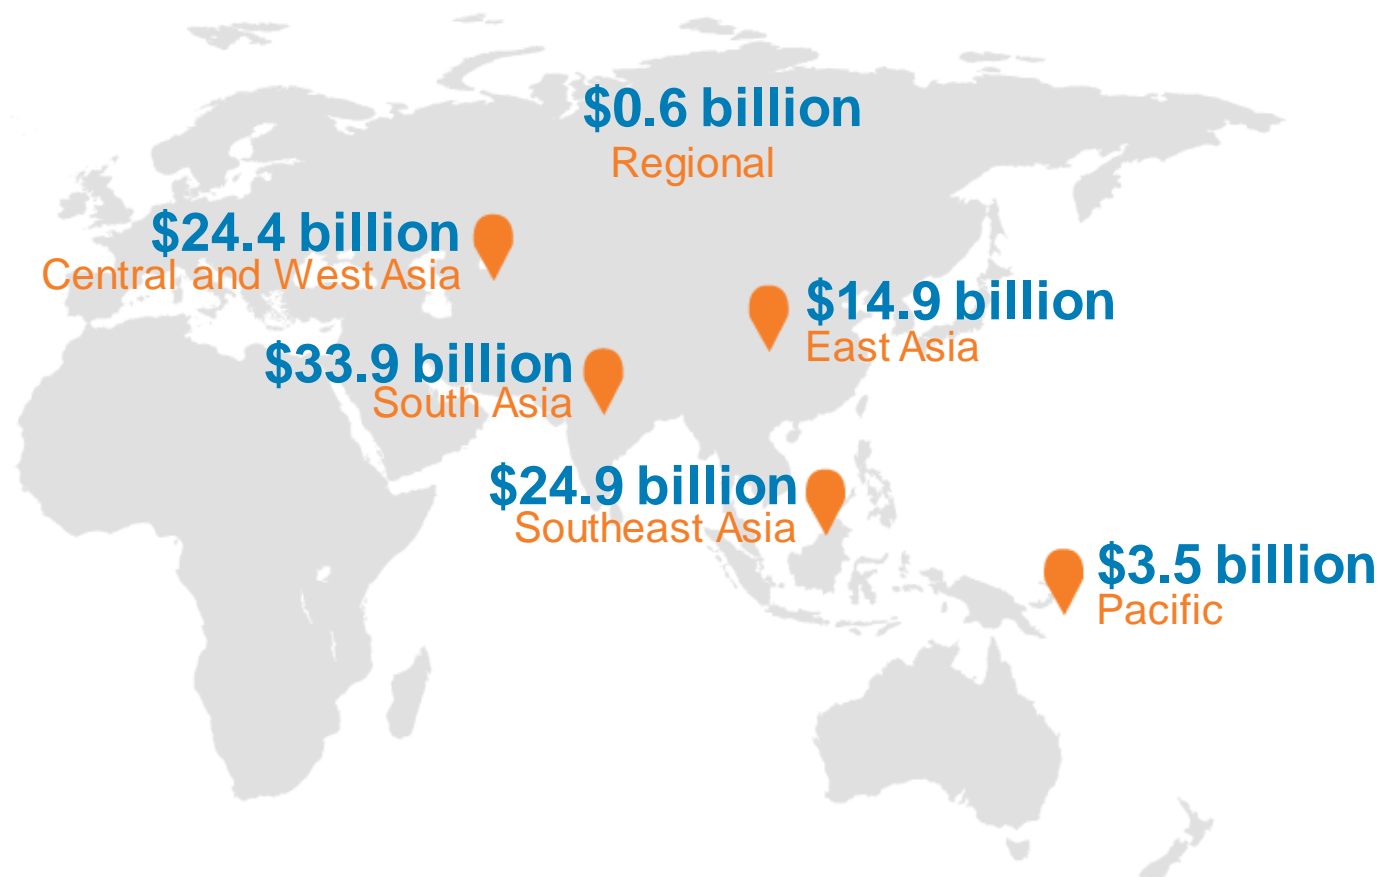 $0.6 billion
Regional
$24.4 billion
Central and West Asia
$14.9 billion
East Asia
$33.9 billion
South Asia
$24.9 billion
Southeast Asia
$3.5 billion
Pacific